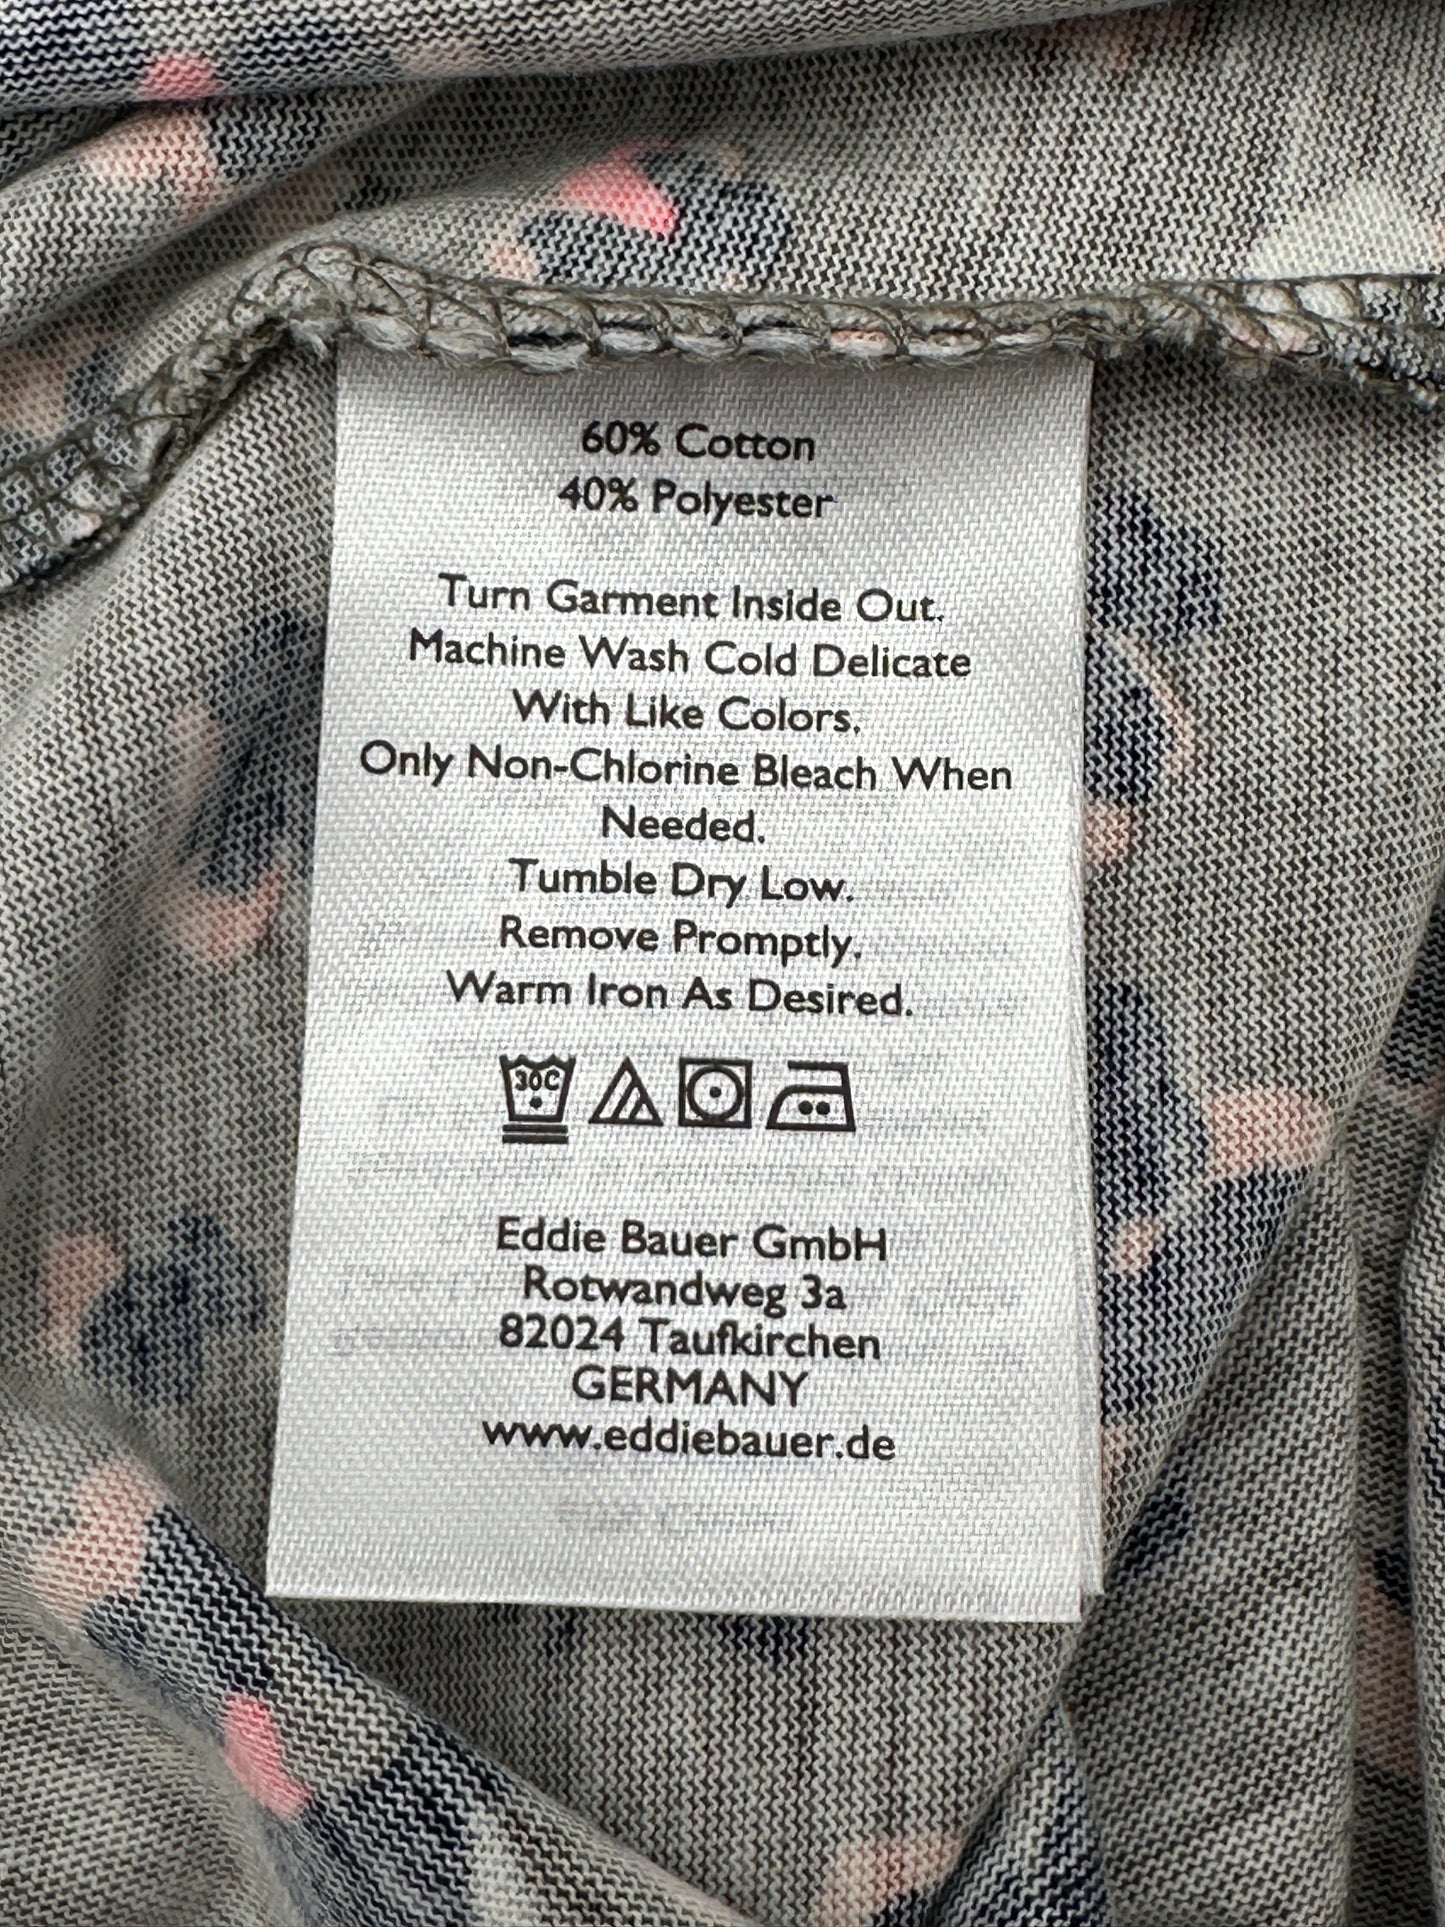 60% Cotton
40% Polyester
Turn Garment Inside Out.
Machine Wash Cold Delicate
With Like Colors.
Only Non-Chlorine Bleach When
Needed.
Tumble Dry Low.
Remove Promptly.
Warm Iron As Desired.
30C
Eddie Bauer GmbH
Rotwandweg 3a
82024 Taufkirchen
GERMANY
www.eddiebauer.de